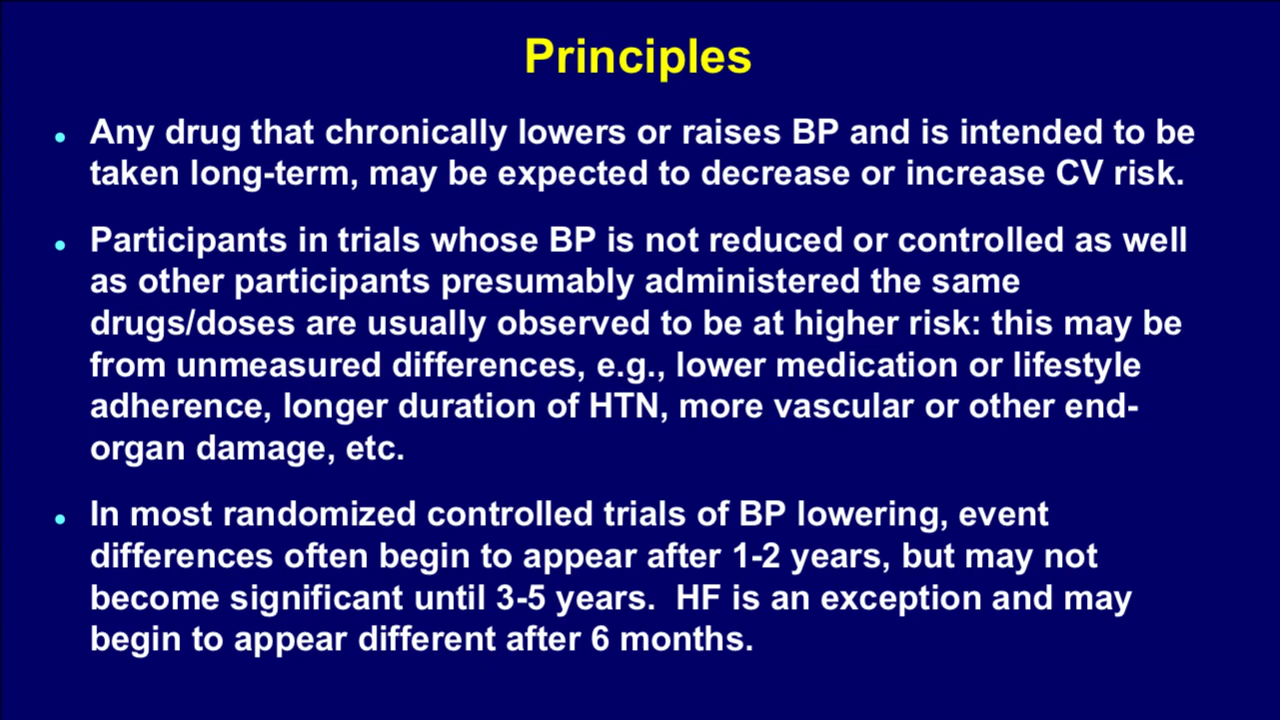 Principles
• Any drug that chronically lowers or raises BP and is intended to be
taken long-term, may be expected to decrease or increase CV risk.
• Participants in trials whose BP is not reduced or controlled as well
as other participants presumably administered the same
drugs/doses are usually observed to be at higher risk: this may be
from unmeasured differences, e.g., lower medication or lifestyle
adherence, longer duration of HTN, more vascular or other end-
organ damage, etc.
• In most randomized controlled trials of BP lowering, event
differences often begin to appear after 1-2 years, but may not
become significant until 3-5 years.  HF is an exception and may
begin to appear different after 6 months.